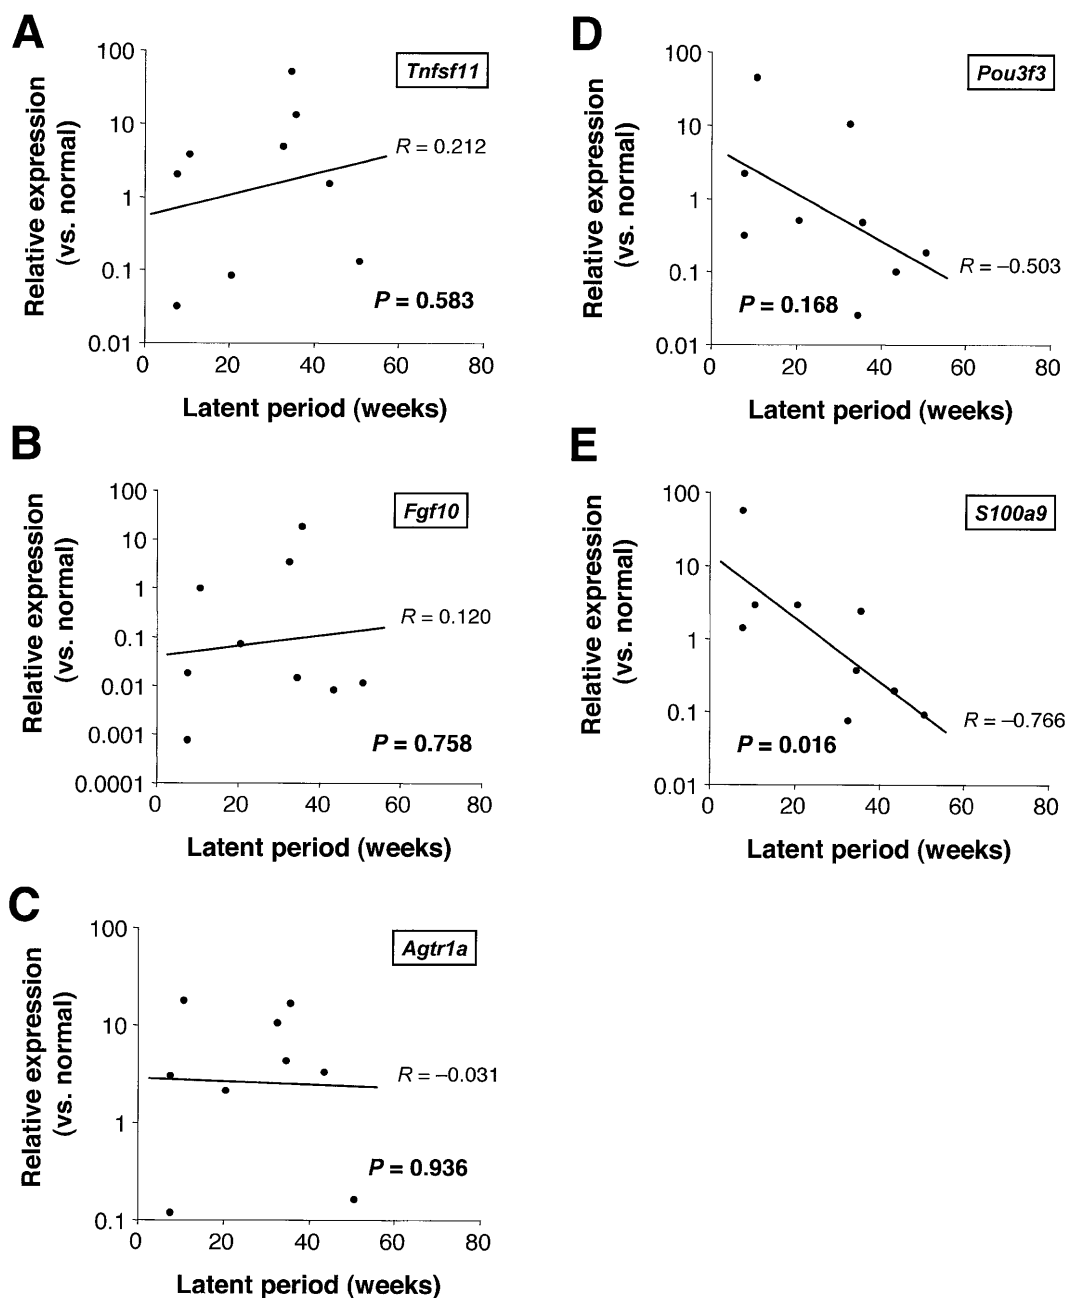 A
Tnfsf11
Relative expression
(vs. normal)
100
10
1
0.1
0.01
R = 0.212
P = 0.583
0 20 40 60 80
Latent period (weeks)
B
Fgf10
Relative expression
(vs. normal)
100
10
1
0.1
0.01
0.001
0.0001
R = 0.120
P = 0.758
0 20 40 60 80
Latent period (weeks)
C
Agtr1a
Relative expression
(vs. normal)
100
10
1
0.1
R = –0.031
P = 0.936
0 20 40 60 80
Latent period (weeks)
D
Pou3f3
Relative expression
(vs. normal)
100
10
1
0.1
0.01
R = –0.503
P = 0.168
0 20 40 60 80
Latent period (weeks)
E
S100a9
Relative expression
(vs. normal)
100
10
1
0.1
0.01
R = –0.766
P = 0.016
0 20 40 60 80
Latent period (weeks)